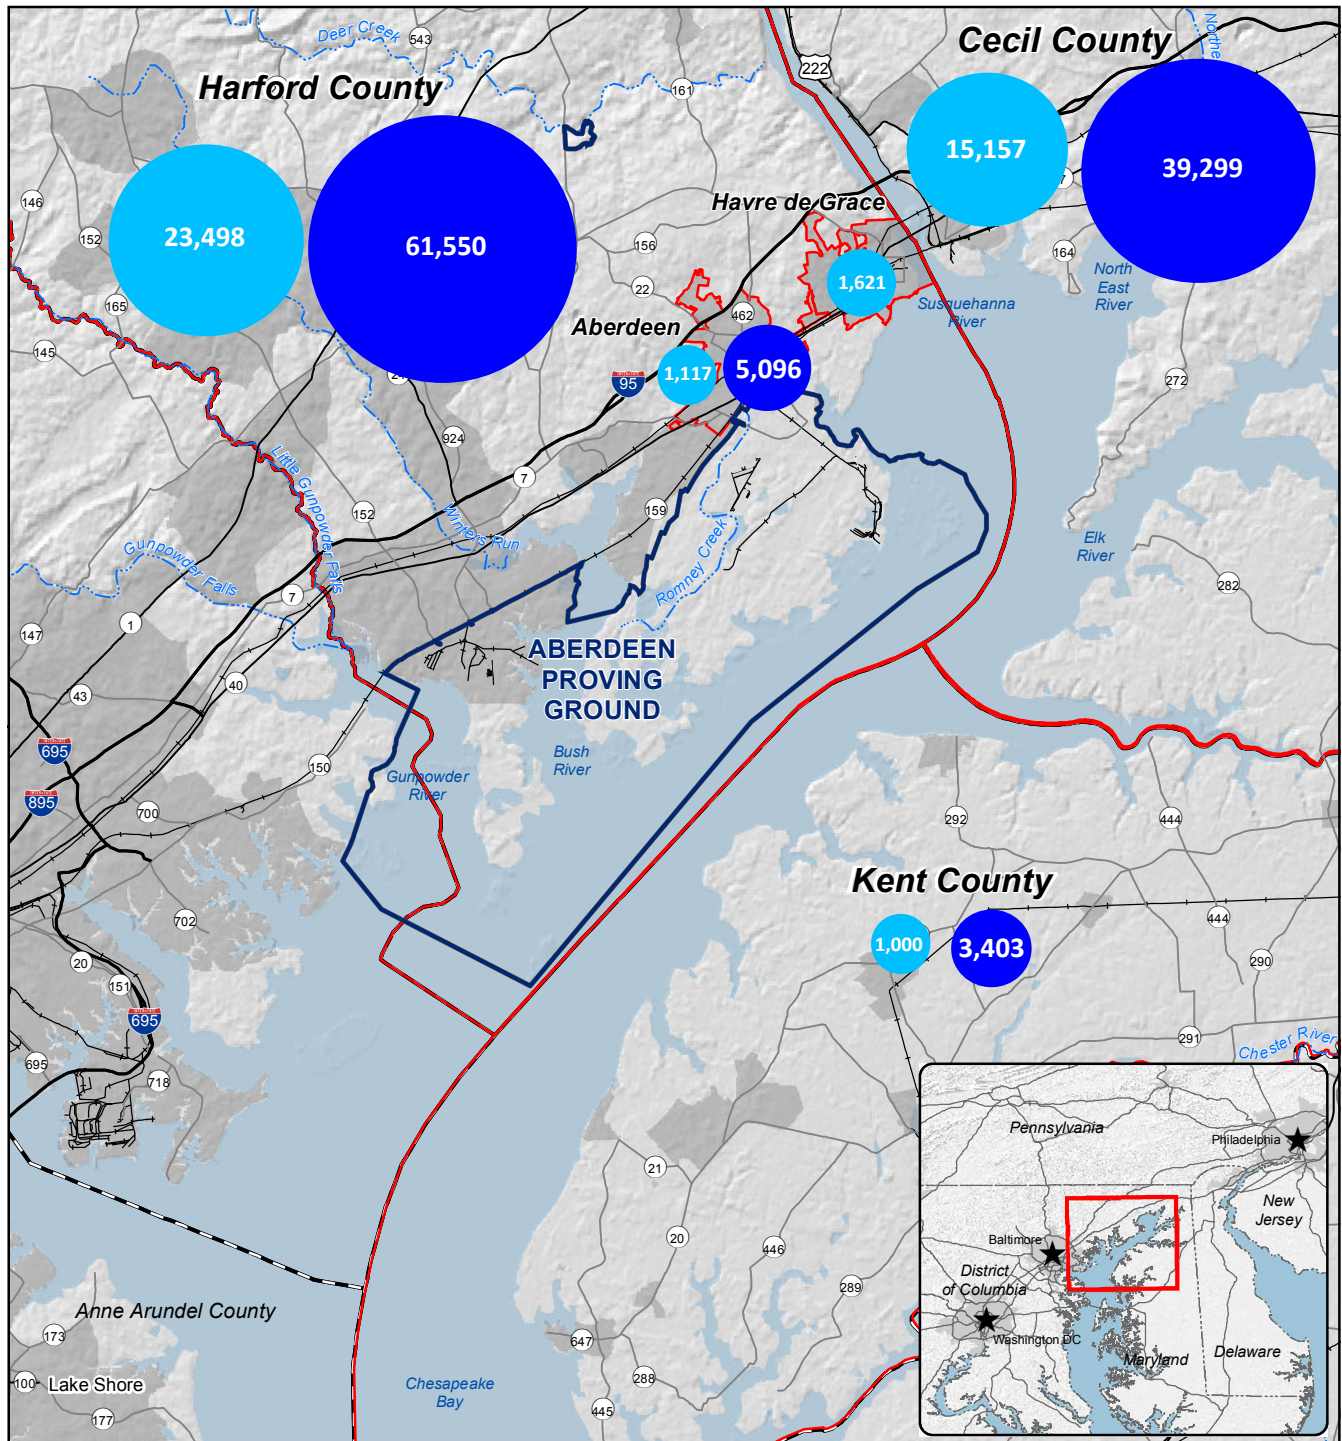 Deer Creek
543
Cecil County
Northe
222
Harford County
161
15,157
39,299
7
146
152
23,498
61,550
Havre de Grace
156
164
North
East
River
22
1,621
165
462
Susquehanna
River
Aberdeen
145
1,117
5,096
INTERSTATE
95
272
924
7
Little Gunpowder Falls
152
159
Winters Run
Gunpowder Falls
Romney Creek
Elk
River
282
7
147
1
ABERDEEN
PROVING
GROUND
40
43
INTERSTATE
695
150
Bush
River
Gunpowder
River
INTERSTATE
895
700
292
444
Kent County
702
444
1,000
3,403
20
290
151
INTERSTATE
695
291
Chester River
695
718
Pennsylvania
Philadelphia
21
New
Jersey
20
446
Baltimore
District
of Columbia
289
Anne Arundel County
173
647
Washington DC
Maryland
Delaware
288
100
Lake Shore
Chesapeake
Bay
177
445